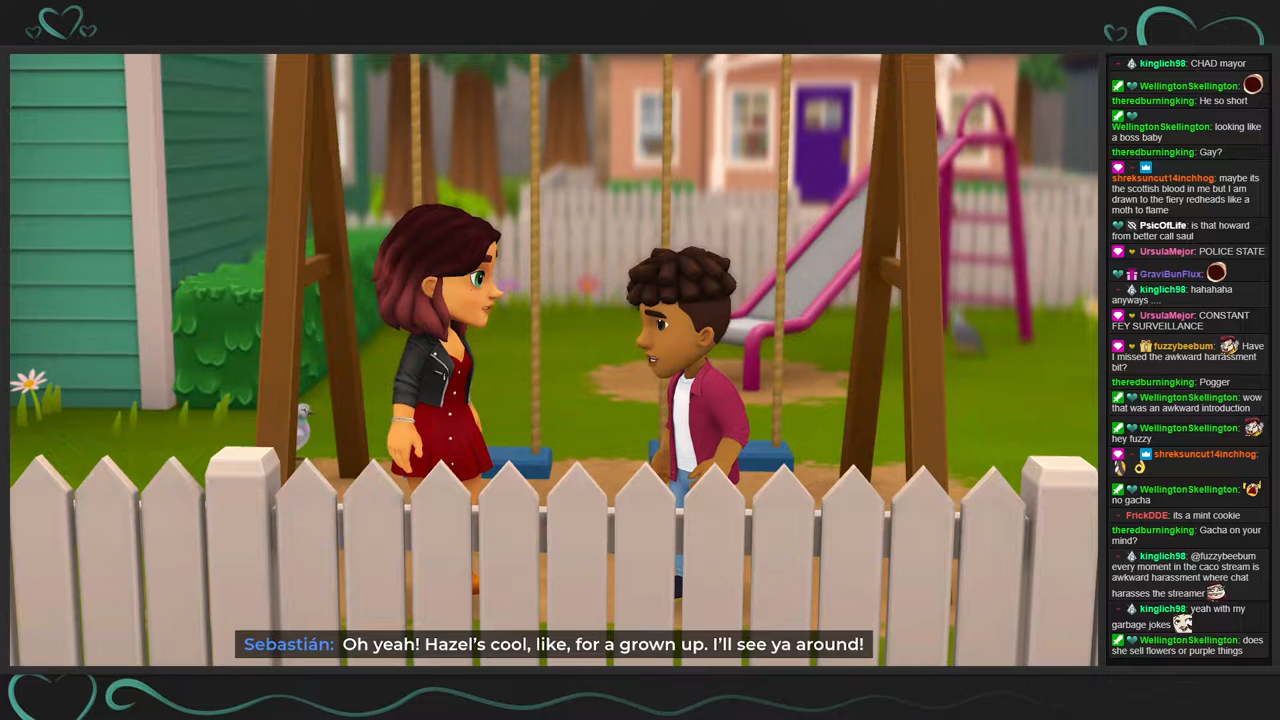 Sebastián: Oh yeah! Hazel's cool, like, for a grown up. I'll see ya around!
kinglich98: CHAD mayor
WellingtonSkellington:
theredburningking: He so short
WellingtonSkellington: looking like
a boss baby
theredburningking: Gay?
shreksuncut14inchhog: maybe its
the scottish blood in me but I am
drawn to the fiery redheads like a
moth to flame
PsicOfLife: is that howard
from better call saul
UrsulaMejor: POLICE STATE
GraviBunFlux:
kinglich98: hahahaha
anyways ....
UrsulaMejor: CONSTANT
FEY SURVEILLANCE
fuzzybeebum: Have
I missed the awkward harrassment
bit?
theredburningking: Pogger
WellingtonSkellington: wow
that was an awkward introduction
WellingtonSkellington:
hey fuzzy
shreksuncut14inchhog:
WellingtonSkellington:
no gacha
FrickDDE: its a mint cookie
theredburningking: Gacha on your
mind?
kinglich98: @fuzzybeebum
every moment in the caco stream is
awkward harassment where chat
harasses the streamer
kinglich98: yeah with my
garbage jokes
WellingtonSkellington: does
she sell flowers or purple things